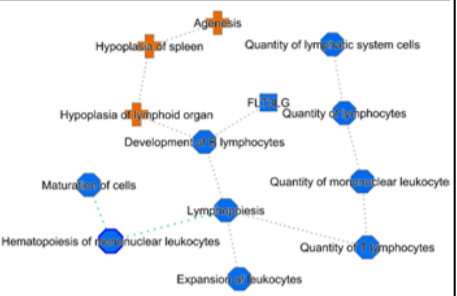 Agenesis
Hypoplasia of spleen
Quantity of lymphatic system cells
FLT3LG
Hypoplasia of lymphoid organ
Quantity of lymphocytes
Development of B lymphocytes
Maturation of cells
Quantity of mononuclear leukocyte
Lymphopoiesis
Hematopoiesis of mononuclear leukocytes
Quantity of T lymphocytes
Expansion of leukocytes